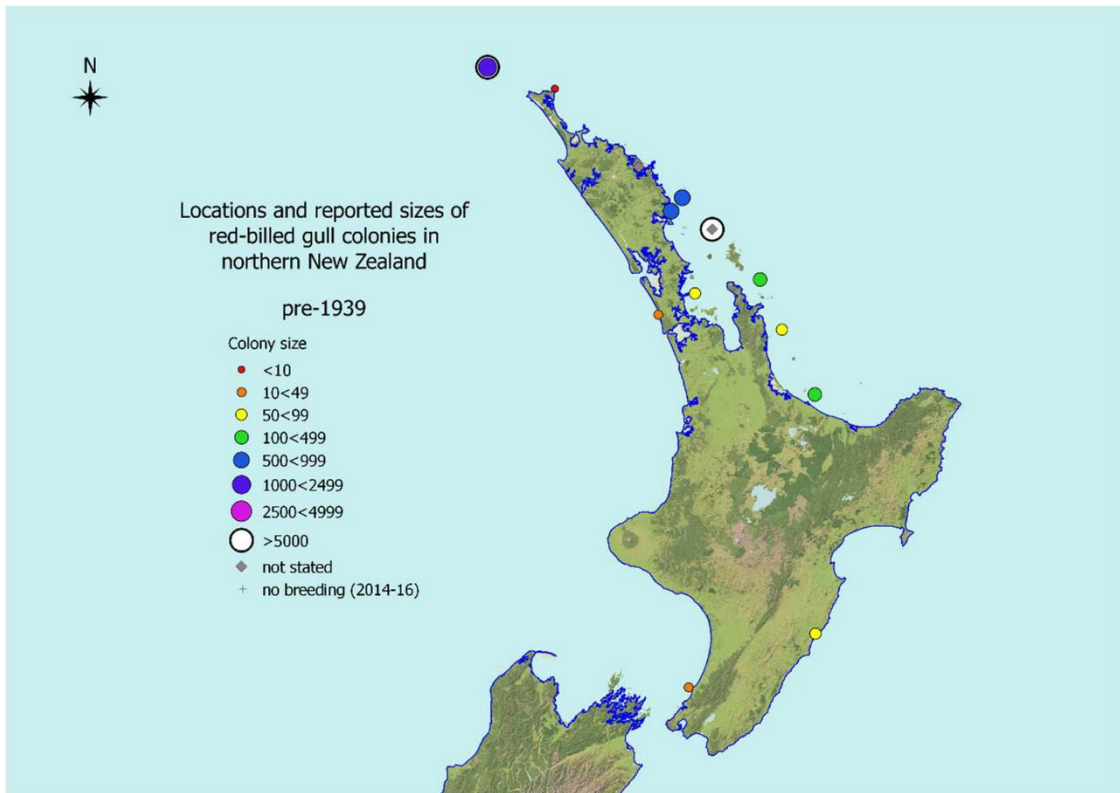 N
Locations and reported sizes of
red-billed gull colonies in
northern New Zealand
pre-1939
Colony size
<10
10<49
50<99
100<499
500<999
1000<2499
2500<4999
>5000
not stated
no breeding (2014-16)